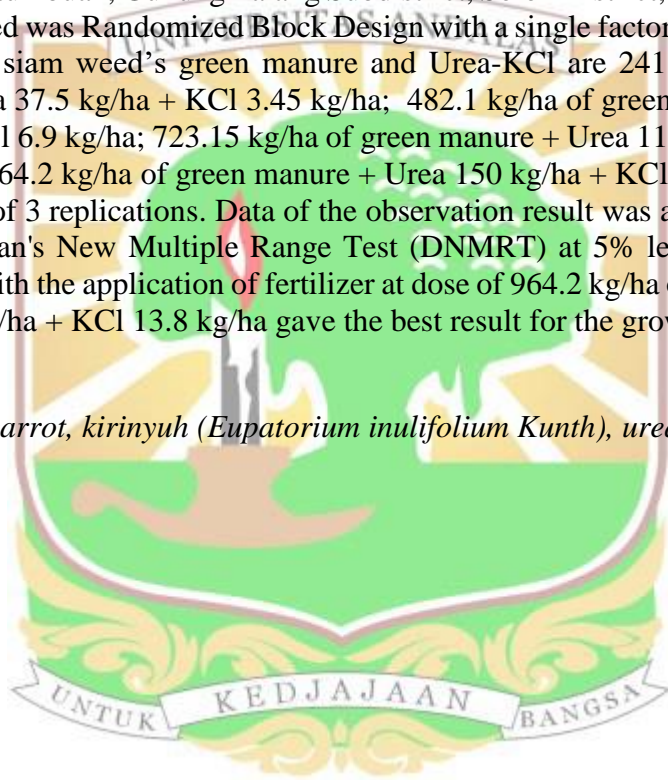 UNIVERSITAS ANDALAS
ed was Randomized Block Design with a single factor
siam weed's green manure and Urea-KCl are 241
a 37.5 kg/ha + KCl 3.45 kg/ha; 482.1 kg/ha of green
l 6.9 kg/ha; 723.15 kg/ha of green manure + Urea 11
64.2 kg/ha of green manure + Urea 150 kg/ha + KCl
of 3 replications. Data of the observation result was a
an's New Multiple Range Test (DNMRT) at 5% le
ith the application of fertilizer at dose of 964.2 kg/ha
/ha + KCl 13.8 kg/ha gave the best result for the grov
arrot, kirinyuh (Eupatorium inulifolium Kunth), urea
UNTUK KEDJAJAAN BANGSA